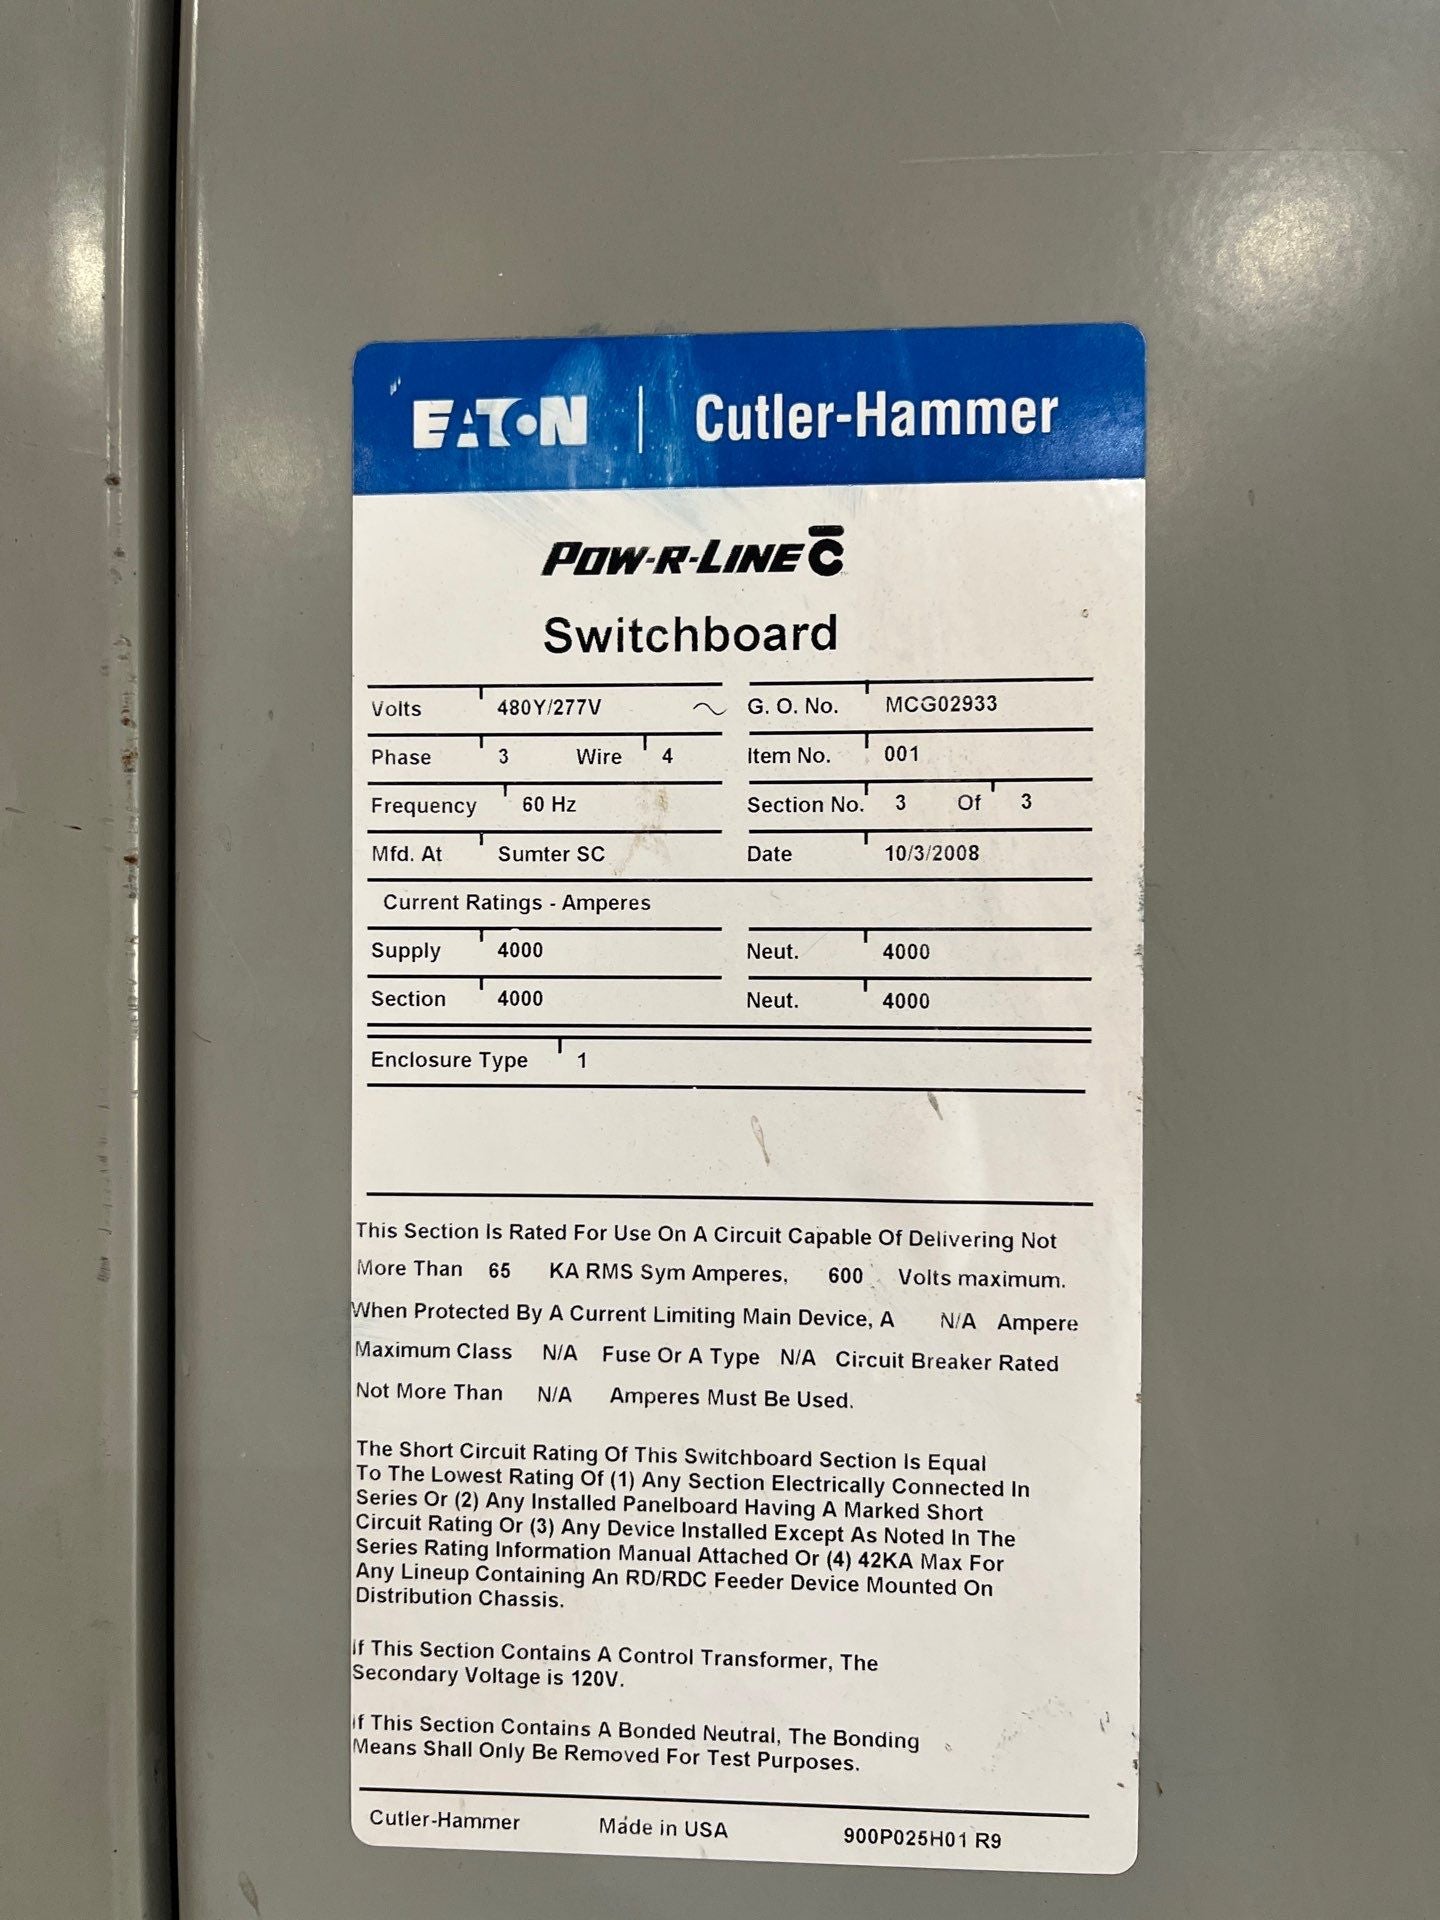 EATON | Cutler-Hammer
POW-R-LINE C
Switchboard
Volts 480Y/277V ~ G. O. No. MCG02933
Phase 3 Wire 4 Item No. 001
Frequency 60 Hz Section No. 3 Of 3
Mfd. At Sumter SC Date 10/3/2008
Current Ratings - Amperes
Supply 4000 Neut. 4000
Section 4000 Neut. 4000
Enclosure Type 1
This Section Is Rated For Use On A Circuit Capable Of Delivering Not
More Than 65 KA RMS Sym Amperes, 600 Volts maximum.
When Protected By A Current Limiting Main Device, A N/A Ampere
Maximum Class N/A Fuse Or A Type N/A Circuit Breaker Rated
Not More Than N/A Amperes Must Be Used.
The Short Circuit Rating Of This Switchboard Section Is Equal
To The Lowest Rating Of (1) Any Section Electrically Connected In
Series Or (2) Any Installed Panelboard Having A Marked Short
Circuit Rating Or (3) Any Device Installed Except As Noted In The
Series Rating Information Manual Attached Or (4) 42KA Max For
Any Lineup Containing An RD/RDC Feeder Device Mounted On
Distribution Chassis.
If This Section Contains A Control Transformer, The
Secondary Voltage is 120V.
If This Section Contains A Bonded Neutral, The Bonding
Means Shall Only Be Removed For Test Purposes.
Cutler-Hammer Made in USA 900P025H01 R9